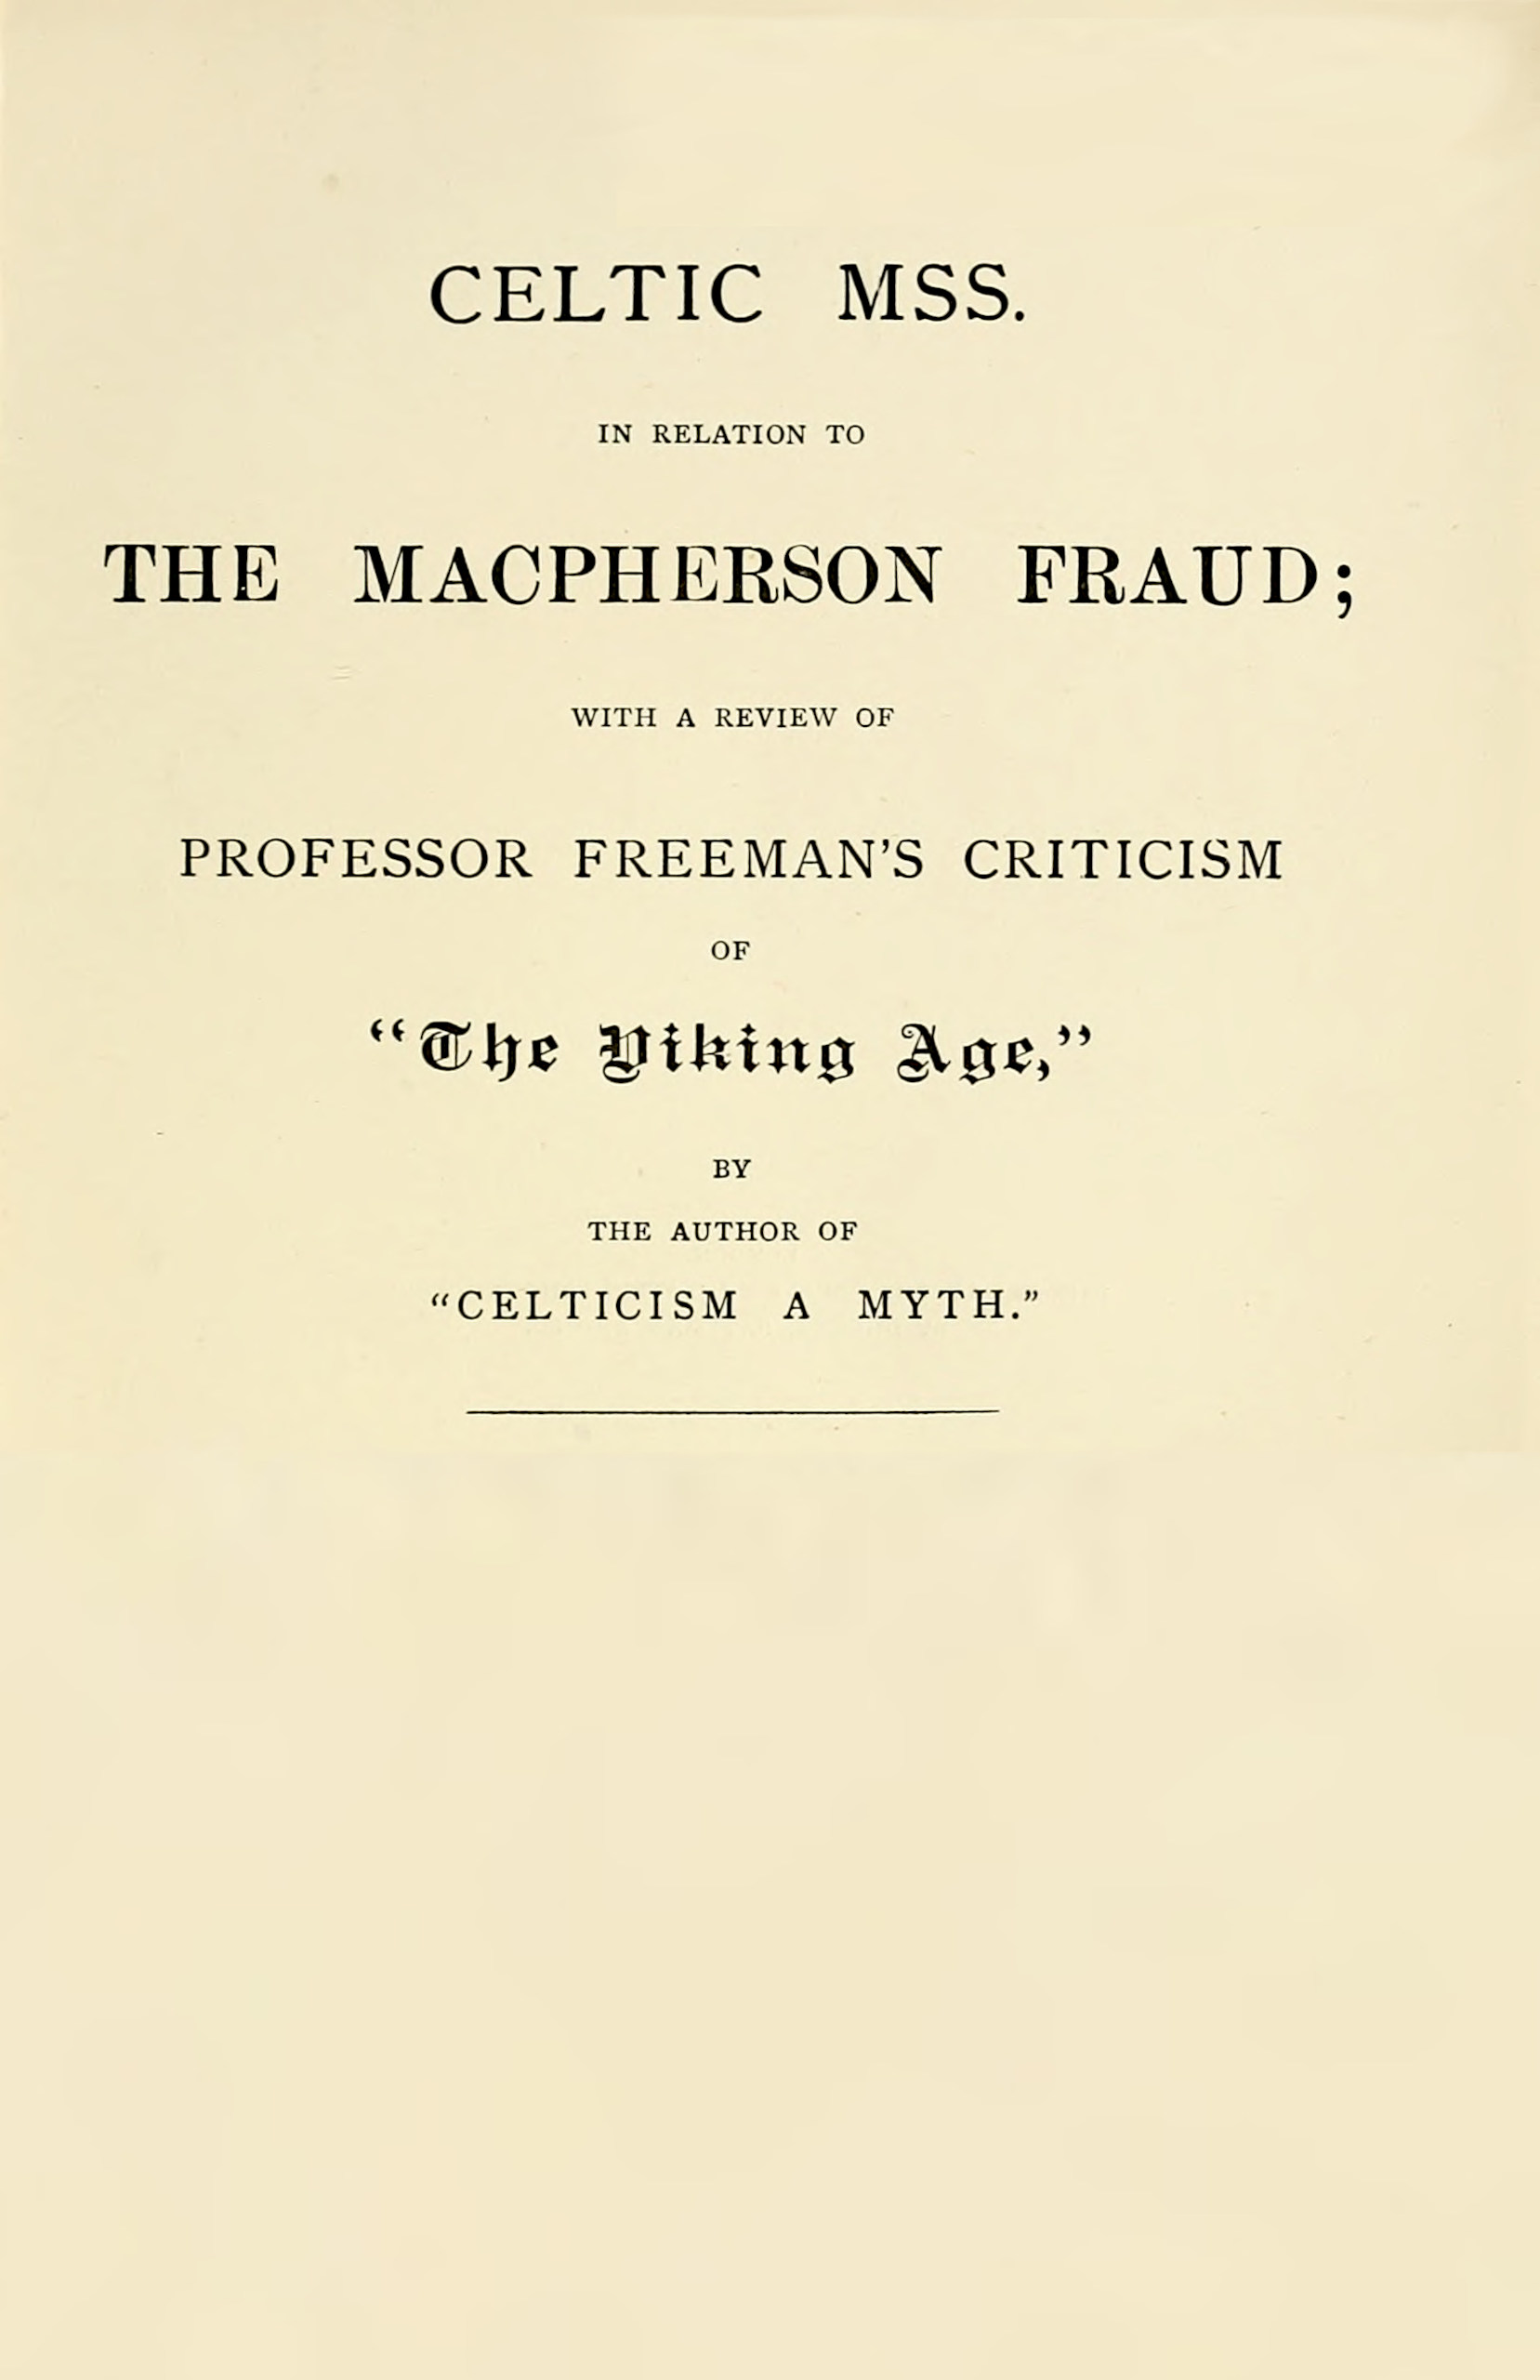 CELTIC MSS.
IN RELATION TO
THE MACPHERSON FRAUD;
WITH A REVIEW OF
PROFESSOR FREEMAN'S CRITICISM
OF
“The Viking Age,”
BY
THE AUTHOR OF
“CELTICISM A MYTH.”